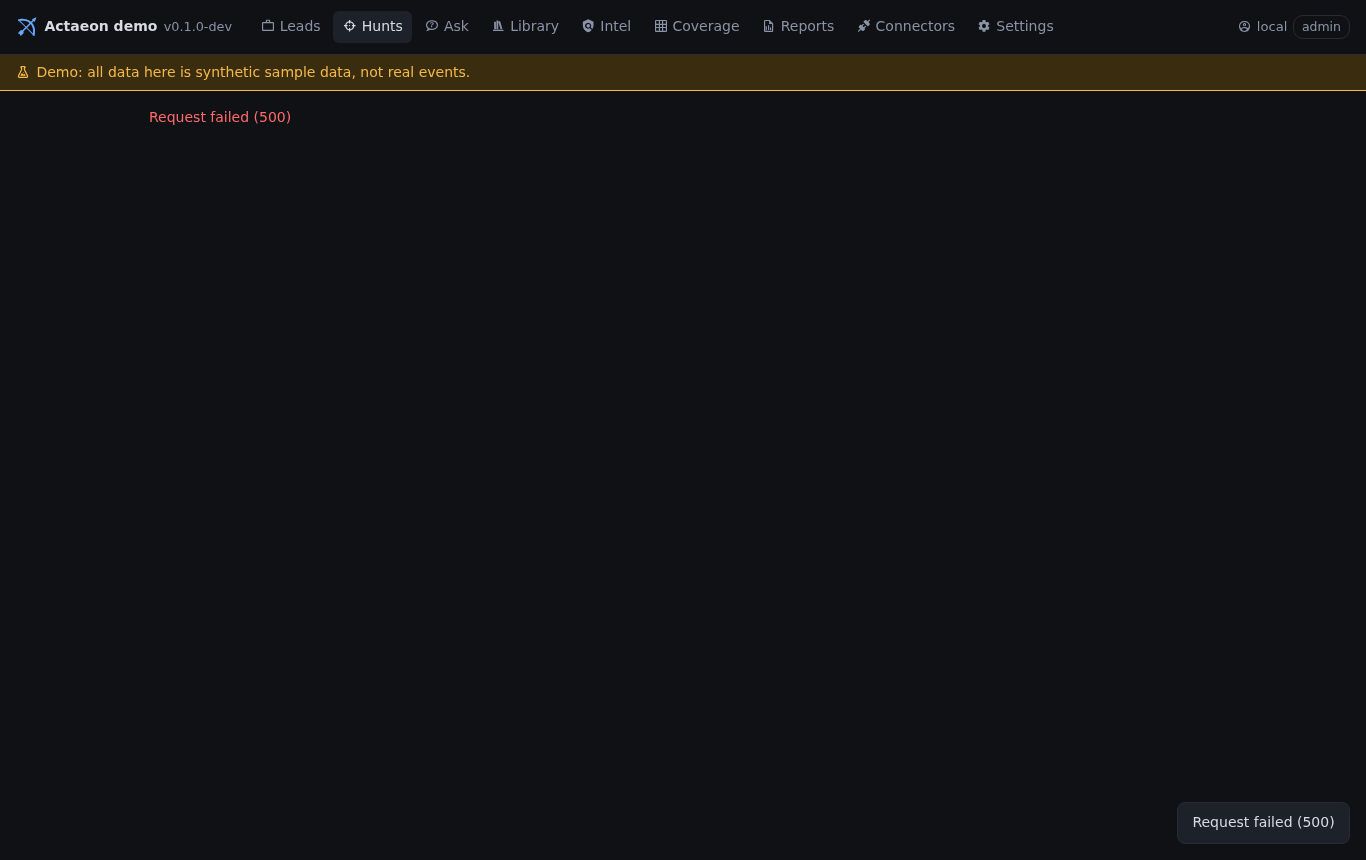 Actaeon demo v0.1.0-dev Leads Hunts Ask Library Intel Coverage Reports Connectors Settings local admin
Demo: all data here is synthetic sample data, not real events.
Request failed (500)
Request failed (500)